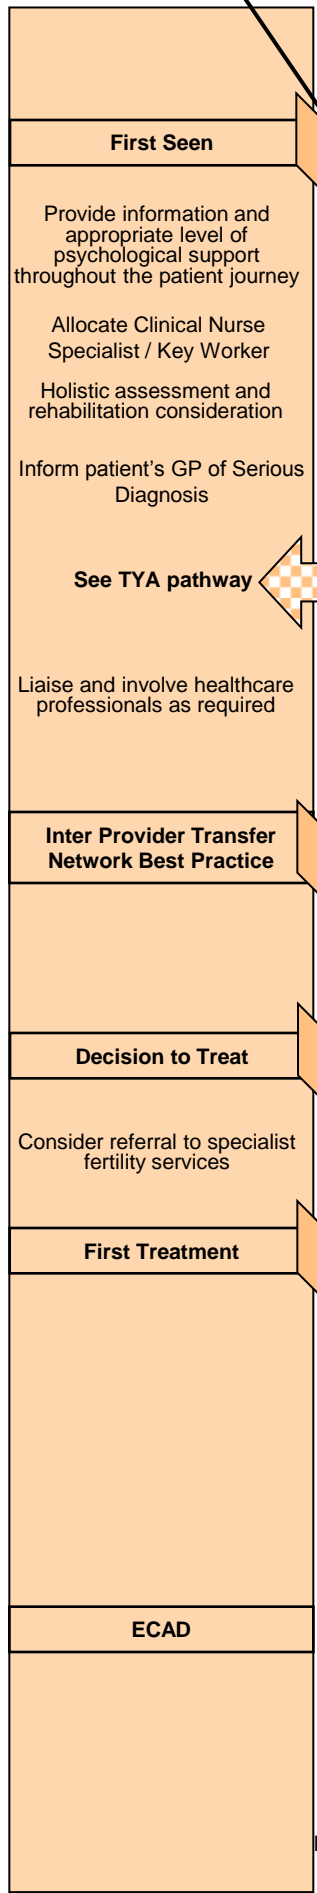 First Seen
Provide information and
appropriate level of
psychological support
throughout the patient journey
Allocate Clinical Nurse
Specialist / Key Worker
Holistic assessment and
rehabilitation consideration
Inform patient's GP of Serious
Diagnosis
See TYA pathway
Liaise and involve healthcare
professionals as required
Inter Provider Transfer
Network Best Practice
Decision to Treat
Consider referral to specialist
fertility services
First Treatment
ECAD